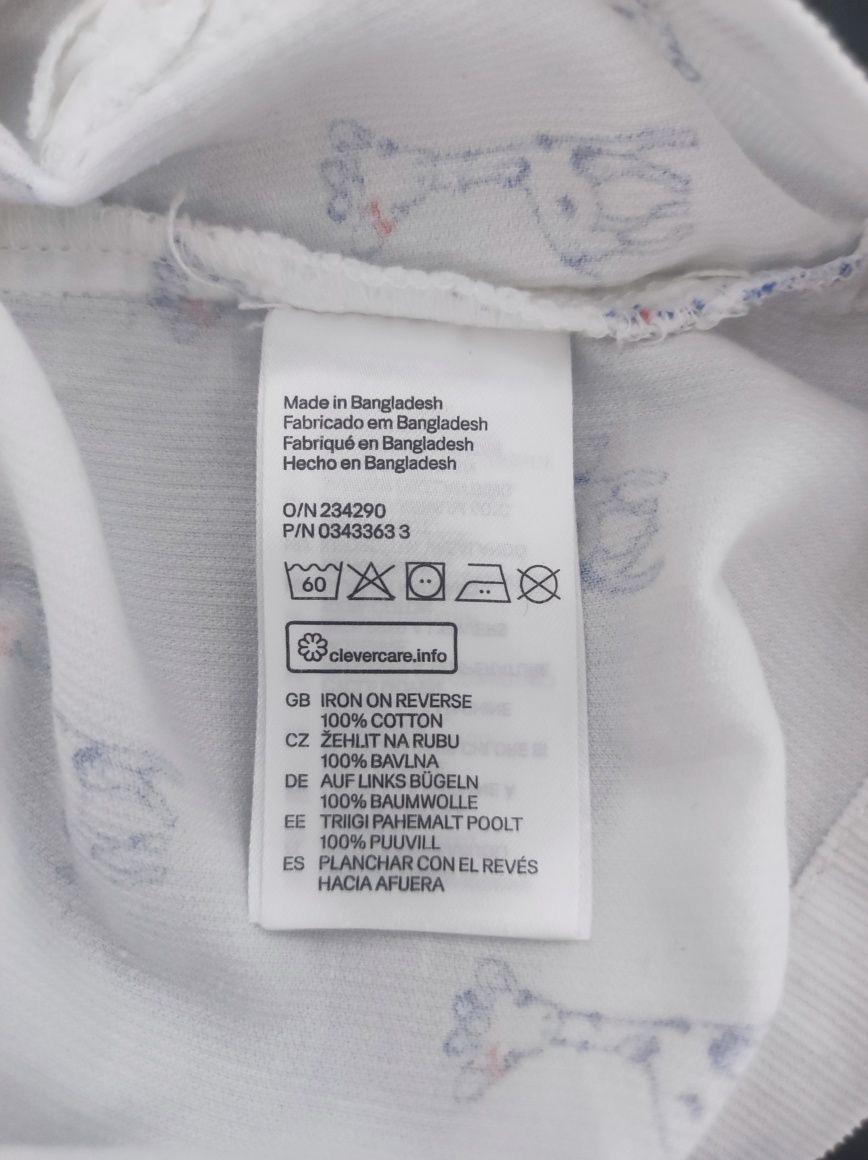 Made in Bangladesh
Fabricado em Bangladesh
Fabriqué en Bangladesh
Hecho en Bangladesh
O/N 234290
P/N 0343363 3
60
clevercare.info
GB IRON ON REVERSE
100% COTTON
CZ ŽEHLIT NA RUBU
100% BAVLNA
DE AUF LINKS BÜGELN
100% BAUMWOLLE
EE TRIIGI PAHEMALT POOLT
100% PUUVILL
ES PLANCHAR CON EL REVÉS
HACIA AFUERA